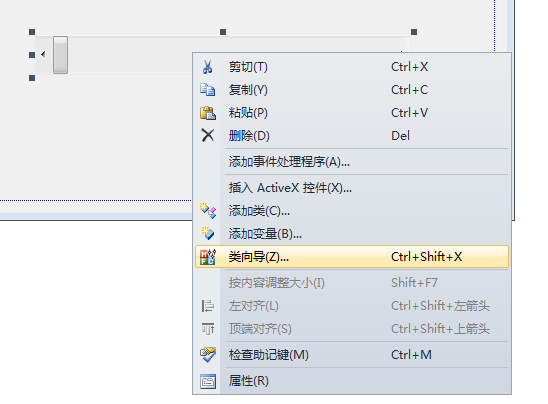 剪切(T) Ctrl+X
复制(Y) Ctrl+C
粘贴(P) Ctrl+V
删除(D) Del
添加事件处理程序(A)...
插入 ActiveX 控件(X)...
添加类(C)...
添加变量(B)...
类向导(Z)... Ctrl+Shift+X
按内容调整大小(I) Shift+F7
左对齐(L) Ctrl+Shift+左箭头
顶端对齐(S) Ctrl+Shift+上箭头
检查助记键(M) Ctrl+M
属性(R)